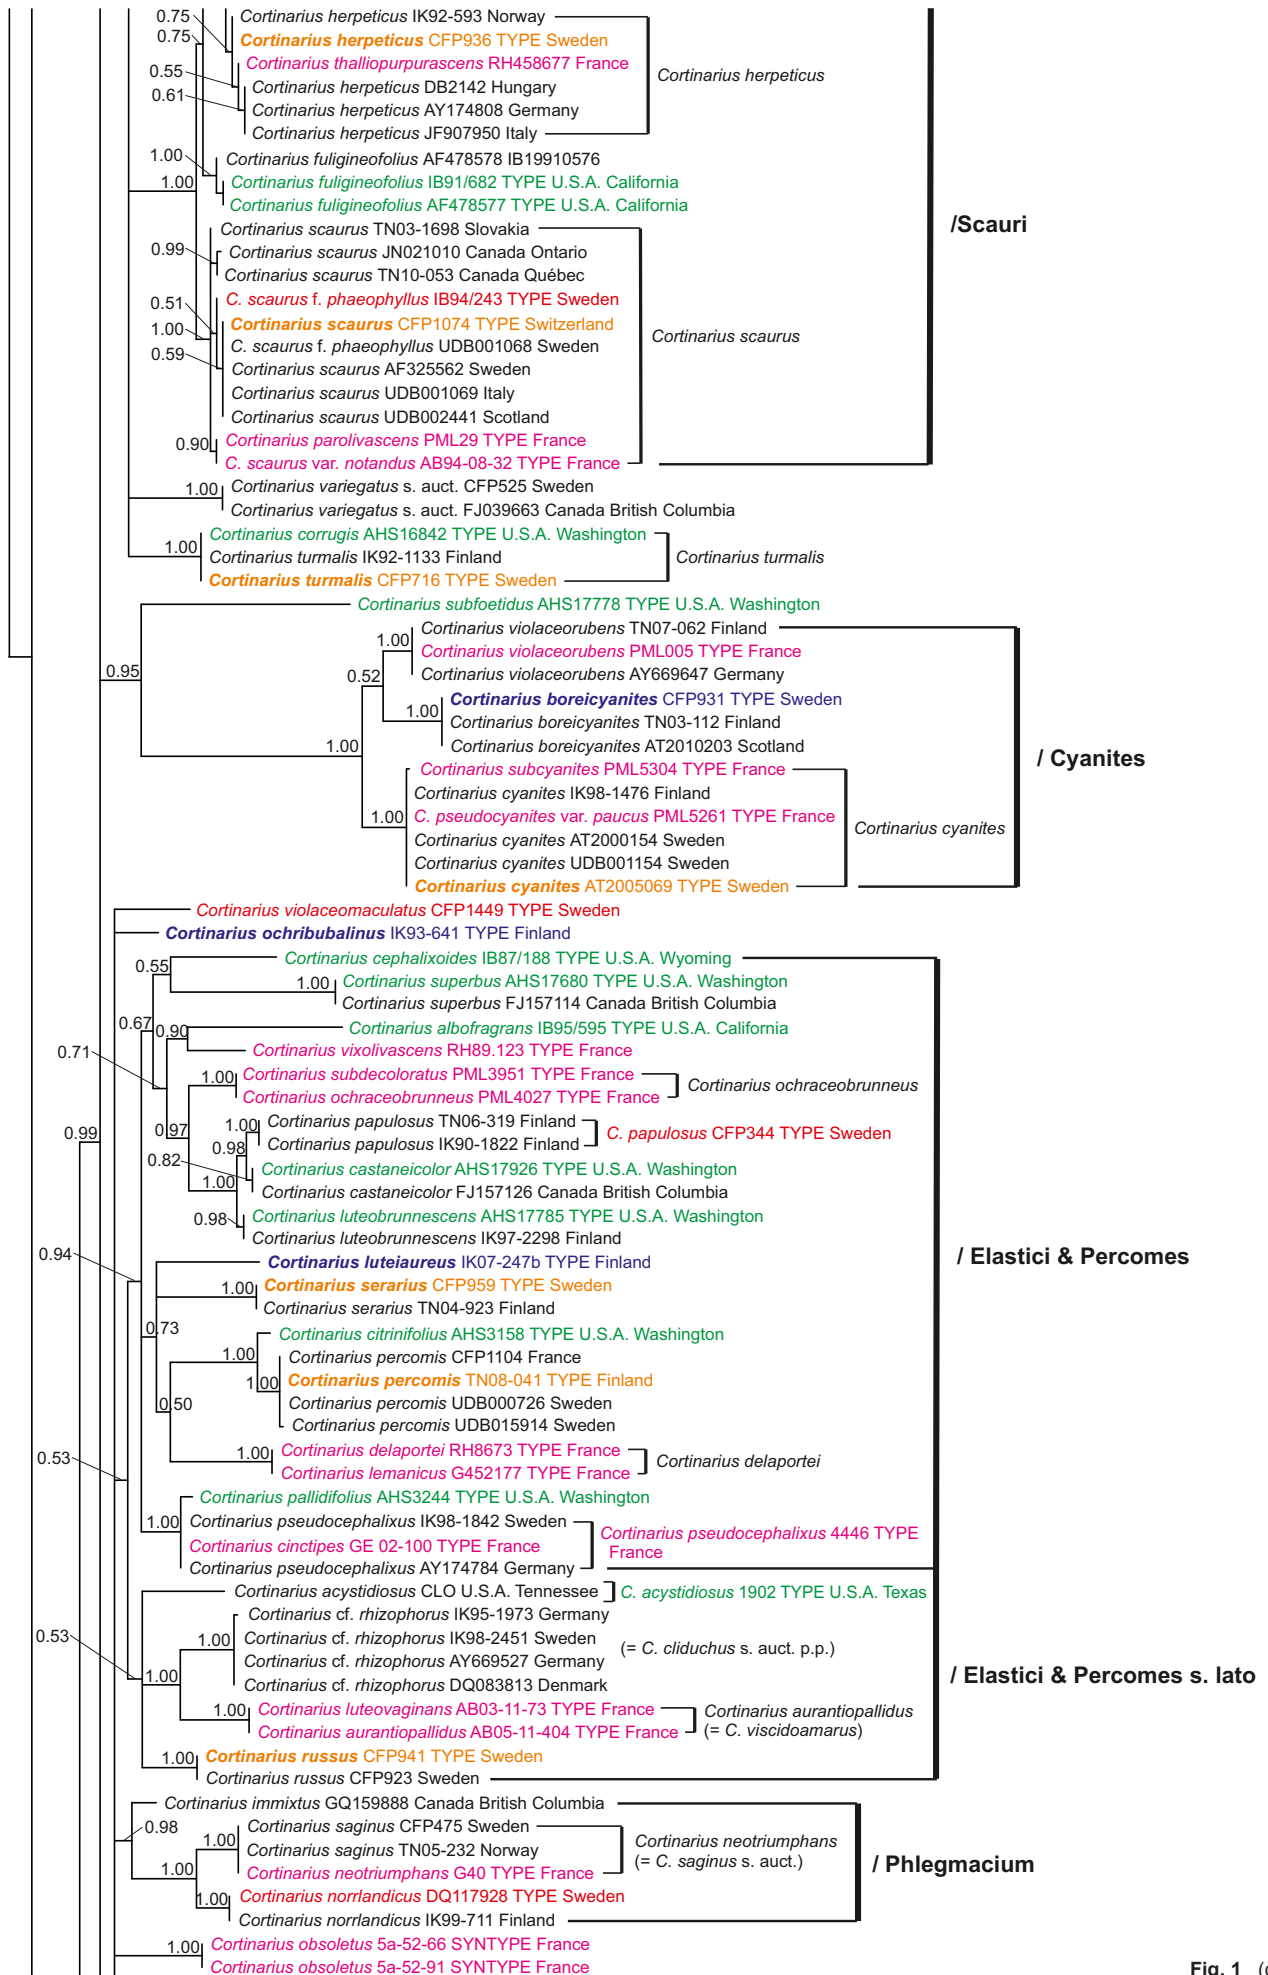 0.75
Cortinarius herpeticus IK92-593 Norway
0.75
Cortinarius herpeticus CFP936 TYPE Sweden
Cortinarius thalliopurpurascens RH458677 France
0.55
Cortinarius herpeticus
Cortinarius herpeticus DB2142 Hungary
0.61
Cortinarius herpeticus AY174808 Germany
Cortinarius herpeticus JF907950 Italy
1.00
Cortinarius fuligineofolius AF478578 IB19910576
1.00
Cortinarius fuligineofolius IB91/682 TYPE U.S.A. California
Cortinarius fuligineofolius AF478577 TYPE U.S.A. California
/Scauri
Cortinarius scaurus TN03-1698 Slovakia
0.99
Cortinarius scaurus JN021010 Canada Ontario
Cortinarius scaurus TN10-053 Canada Québec
0.51
C. scaurus f. phaeophyllus IB94/243 TYPE Sweden
Cortinarius scaurus CFP1074 TYPE Switzerland
1.00
Cortinarius scaurus
C. scaurus f. phaeophyllus UDB001068 Sweden
0.59
Cortinarius scaurus AF325562 Sweden
Cortinarius scaurus UDB001069 Italy
Cortinarius scaurus UDB002441 Scotland
0.90
Cortinarius parolivascens PML29 TYPE France
C. scaurus var. notandus AB94-08-32 TYPE France
1.00
Cortinarius variegatus s. auct. CFP525 Sweden
Cortinarius variegatus s. auct. FJ039663 Canada British Columbia
Cortinarius corrugis AHS16842 TYPE U.S.A. Washington
1.00
Cortinarius turmalis IK92-1133 Finland
Cortinarius turmalis
Cortinarius turmalis CFP716 TYPE Sweden
Cortinarius subfoetidus AHS17778 TYPE U.S.A. Washington
Cortinarius violaceorubens TN07-062 Finland
1.00
Cortinarius violaceorubens PML005 TYPE France
0.95
0.52
Cortinarius violaceorubens AY669647 Germany
Cortinarius boreicyanites CFP931 TYPE Sweden
1.00
Cortinarius boreicyanites TN03-112 Finland
1.00
Cortinarius boreicyanites AT2010203 Scotland
/ Cyanites
Cortinarius subcyanites PML5304 TYPE France
Cortinarius cyanites IK98-1476 Finland
1.00
C. pseudocyanites var. paucus PML5261 TYPE France
Cortinarius cyanites
Cortinarius cyanites AT2000154 Sweden
Cortinarius cyanites UDB001154 Sweden
Cortinarius cyanites AT2005069 TYPE Sweden
Cortinarius violaceomaculatus CFP1449 TYPE Sweden
Cortinarius ochribubalinus IK93-641 TYPE Finland
0.55
Cortinarius cephalixoides IB87/188 TYPE U.S.A. Wyoming
1.00
Cortinarius superbus AHS17680 TYPE U.S.A. Washington
Cortinarius superbus FJ157114 Canada British Columbia
0.67
0.90
Cortinarius albofragrans IB95/595 TYPE U.S.A. California
0.71
Cortinarius vixolivascens RH89.123 TYPE France
1.00
Cortinarius subdecoloratus PML3951 TYPE France
Cortinarius ochraceobrunneus
Cortinarius ochraceobrunneus PML4027 TYPE France
0.99
0.97
1.00
Cortinarius papulosus TN06-319 Finland
C. papulosus CFP344 TYPE Sweden
0.98
Cortinarius papulosus IK90-1822 Finland
0.82
Cortinarius castaneicolor AHS17926 TYPE U.S.A. Washington
1.00
Cortinarius castaneicolor FJ157126 Canada British Columbia
0.98
Cortinarius luteobrunnescens AHS17785 TYPE U.S.A. Washington
Cortinarius luteobrunnescens IK97-2298 Finland
0.94
Cortinarius luteiaureus IK07-247b TYPE Finland
/ Elastici & Percomes
1.00
Cortinarius serarius CFP959 TYPE Sweden
Cortinarius serarius TN04-923 Finland
0.73
Cortinarius citrinifolius AHS3158 TYPE U.S.A. Washington
1.00
Cortinarius percomis CFP1104 France
1.00
Cortinarius percomis TN08-041 TYPE Finland
0.50
Cortinarius percomis UDB000726 Sweden
Cortinarius percomis UDB015914 Sweden
0.53
1.00
Cortinarius delaportei RH8673 TYPE France
Cortinarius delaportei
Cortinarius lemanicus G452177 TYPE France
Cortinarius pallidifolius AHS3244 TYPE U.S.A. Washington
1.00
Cortinarius pseudocephalixus IK98-1842 Sweden
Cortinarius pseudocephalixus 4446 TYPE
France
Cortinarius cinctipes GE 02-100 TYPE France
Cortinarius pseudocephalixus AY174784 Germany
Cortinarius acystidiosus CLO U.S.A. Tennessee
C. acystidiosus 1902 TYPE U.S.A. Texas
Cortinarius cf. rhizophorus IK95-1973 Germany
0.53
1.00
Cortinarius cf. rhizophorus IK98-2451 Sweden
(= C. cliduchus s. auct. p.p.)
Cortinarius cf. rhizophorus AY669527 Germany
1.00
Cortinarius cf. rhizophorus DQ083813 Denmark
/ Elastici & Percomes s. lato
1.00
Cortinarius luteovaginans AB03-11-73 TYPE France
Cortinarius aurantiopallidus
(= C. viscidoamarus)
Cortinarius aurantiopallidus AB05-11-404 TYPE France
1.00
Cortinarius russus CFP941 TYPE Sweden
Cortinarius russus CFP923 Sweden
Cortinarius immixtus GQ159888 Canada British Columbia
0.98
1.00
Cortinarius saginus CFP475 Sweden
Cortinarius neotriumphans
(= C. saginus s. auct.)
Cortinarius saginus TN05-232 Norway
1.00
Cortinarius neotriumphans G40 TYPE France
/ Phlegmacium
1.00
Cortinarius norrlandicus DQ117928 TYPE Sweden
Cortinarius norrlandicus IK99-711 Finland
1.00
Cortinarius obsoletus 5a-52-66 SYNTYPE France
Cortinarius obsoletus 5a-52-91 SYNTYPE France
Fig. 1